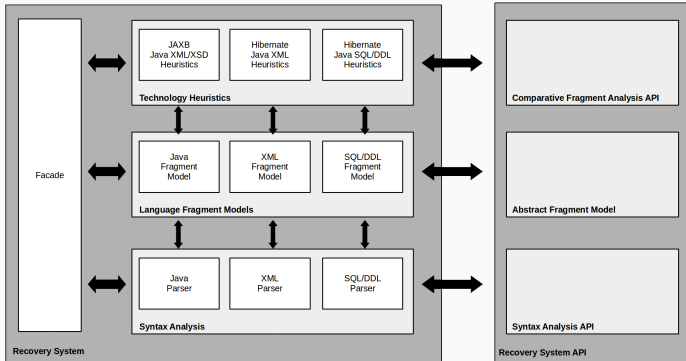 Facade
JAXB
Java XML/XSD
Heuristics
Hibernate
Java XML
Heuristics
Hibernate
Java SQL/DDL
Heuristics
Technology Heuristics
Java
Fragment
Model
XML
Fragment
Model
SQL/DDL
Fragment
Model
Language Fragment Models
Java
Parser
XML
Parser
SQL/DDL
Parser
Syntax Analysis
Recovery System
Comparative Fragment Analysis API
Abstract Fragment Model
Syntax Analysis API
Recovery System API